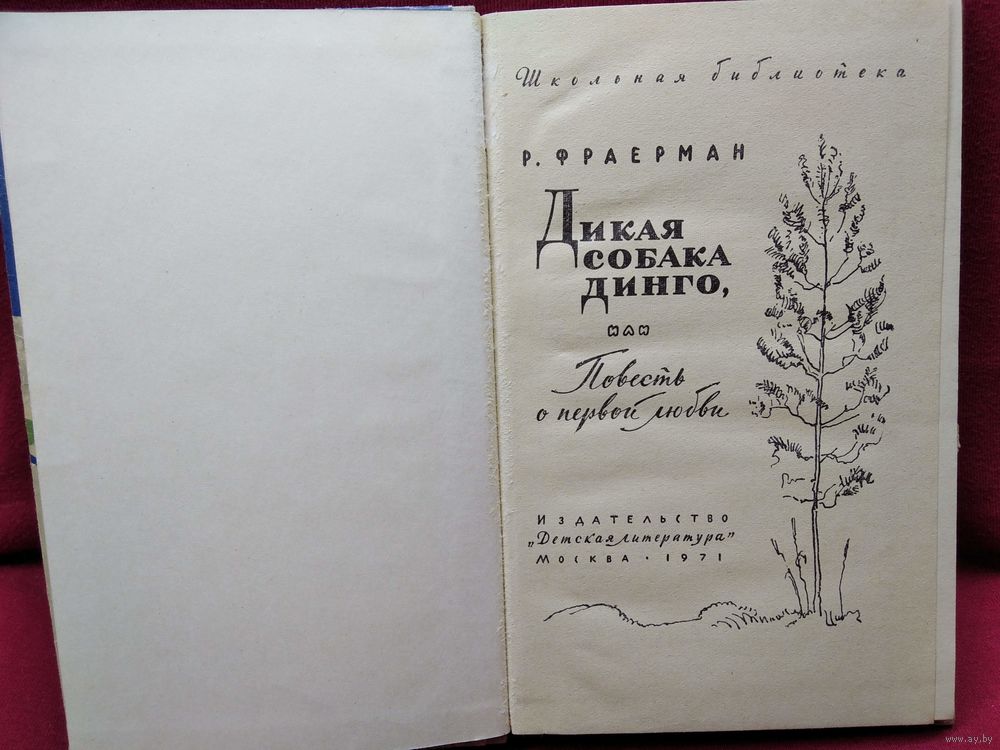 Школьная библиотека
Р. ФРАЕРМАН
ДИКАЯ
СОБАКА
ДИНГО,
или
Повесть
о первой любви
ИЗДАТЕЛЬСТВО
„Детская литература"
МОСКВА · 1971
www.ay.by